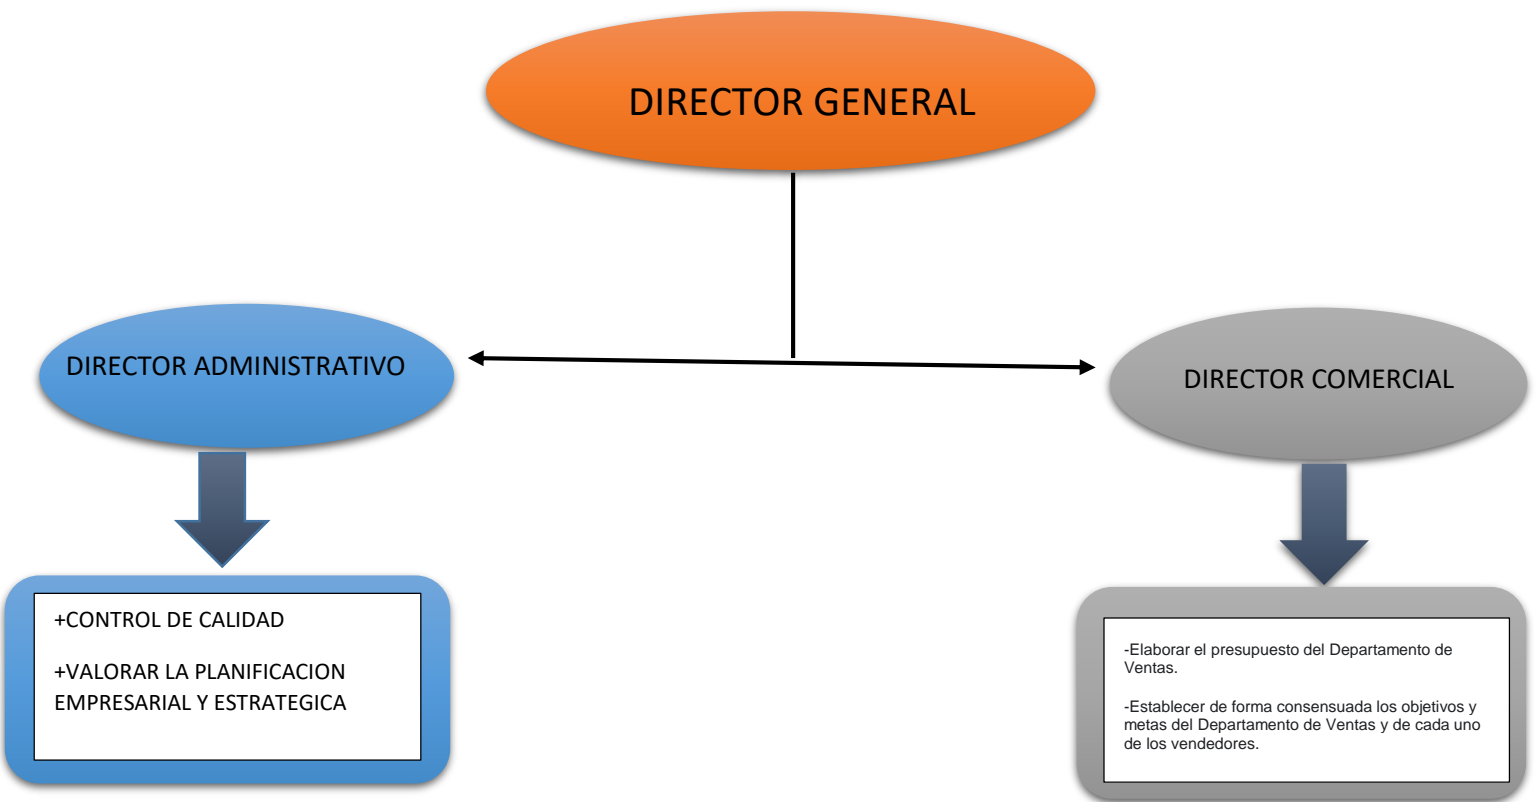 DIRECTOR GENERAL
DIRECTOR ADMINISTRATIVO
DIRECTOR COMERCIAL
+CONTROL DE CALIDAD
+VALORAR LA PLANIFICACION
EMPRESARIAL Y ESTRATEGICA
-Elaborar el presupuesto del Departamento de
Ventas.
-Establecer de forma consensuada los objetivos y
metas del Departamento de Ventas y de cada uno
de los vendedores.